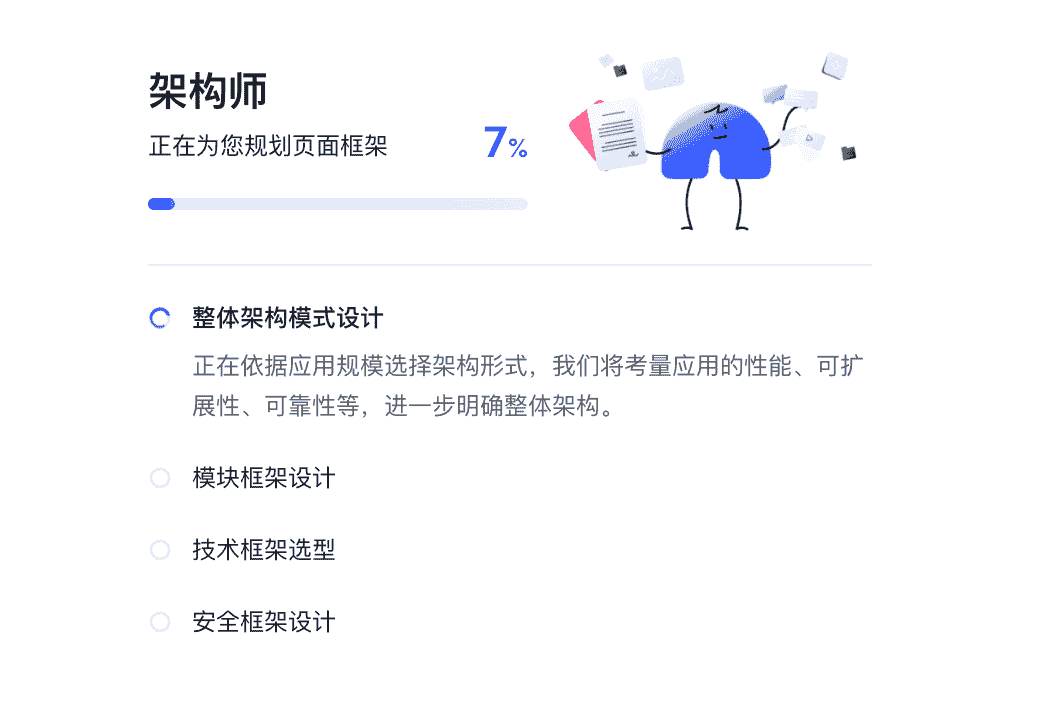 架构师
正在为您规划页面框架
7%
整体架构模式设计
正在依据应用规模选择架构形式，我们将考量应用的性能、可扩
展性、可靠性等，进一步明确整体架构。
模块框架设计
技术框架选型
安全框架设计